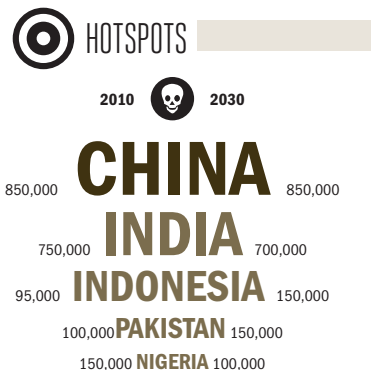 HOTSPOTS
2010 2030
850,000 CHINA 850,000
750,000 INDIA 700,000
95,000 INDONESIA 150,000
100,000 PAKISTAN 150,000
150,000 NIGERIA 100,000